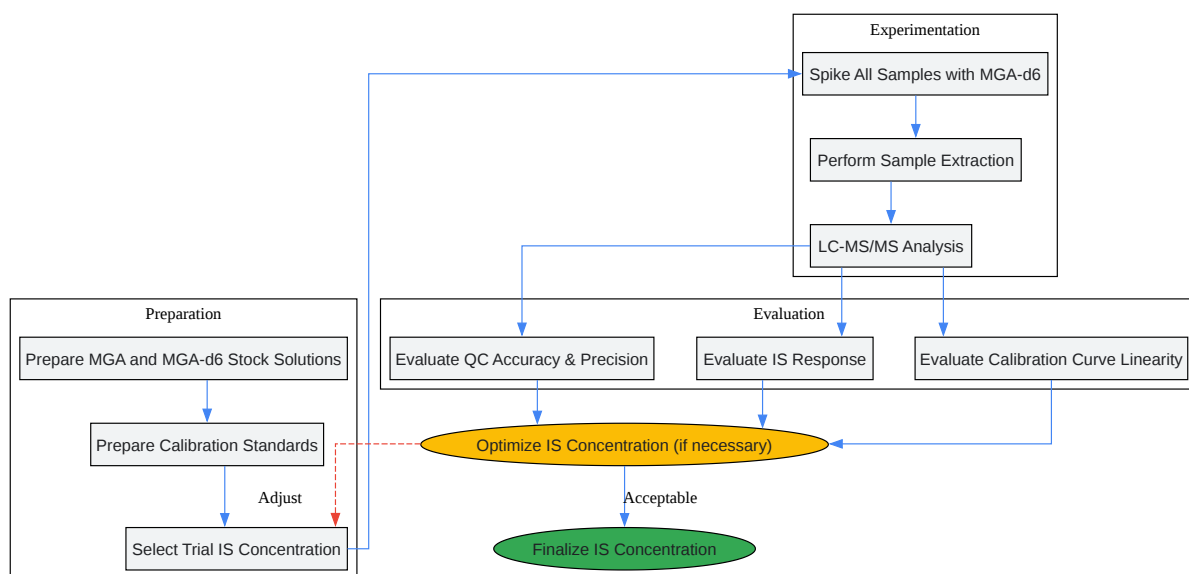 Experimentation
Spike All Samples with MGA-d6
Perform Sample Extraction
LC-MS/MS Analysis
Preparation
Evaluation
Prepare MGA and MGA-d6 Stock Solutions
Evaluate QC Accuracy & Precision
Evaluate IS Response
Evaluate Calibration Curve Linearity
Prepare Calibration Standards
Optimize IS Concentration (if necessary)
Adjust
Acceptable
Select Trial IS Concentration
Finalize IS Concentration